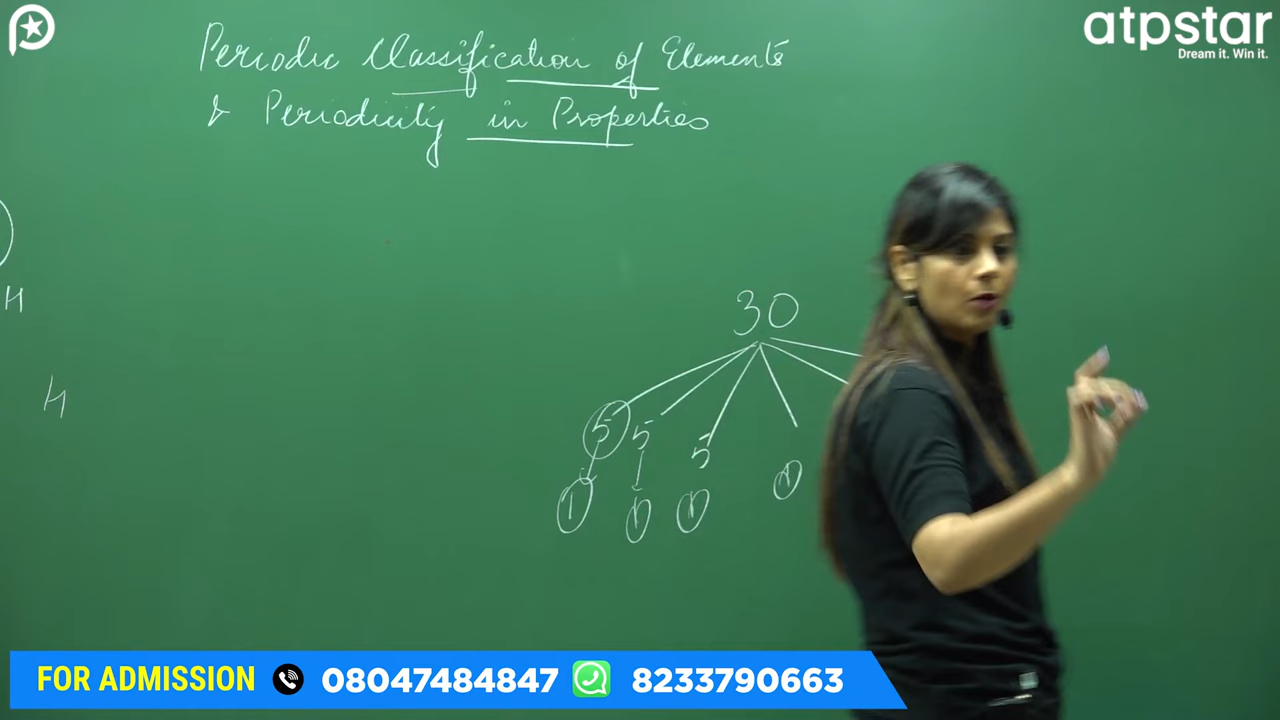 atpstar
Dream it. Win it.
Periodic Classification of Elements
& Periodicity in Properties
H
30
H
5 5 5
1 1 1 1
FOR ADMISSION 08047484847 8233790663